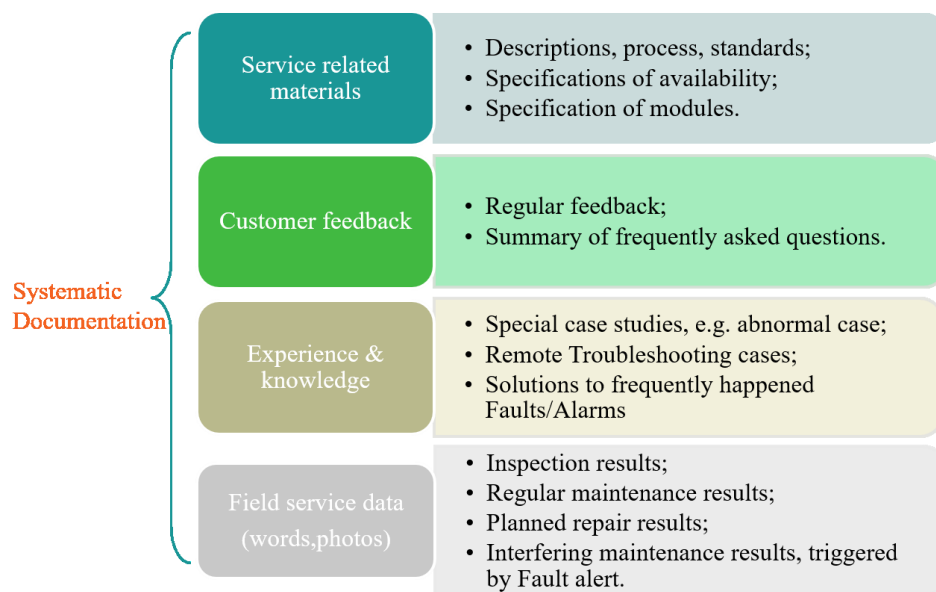 Systematic
Documentation
Service related
materials
• Descriptions, process, standards;
• Specifications of availability;
• Specification of modules.
Customer feedback
• Regular feedback;
• Summary of frequently asked questions.
Experience &
knowledge
• Special case studies, e.g. abnormal case;
• Remote Troubleshooting cases;
• Solutions to frequently happened
Faults/Alarms
Field service data
(words,photos)
• Inspection results;
• Regular maintenance results;
• Planned repair results;
• Interfering maintenance results, triggered
by Fault alert.